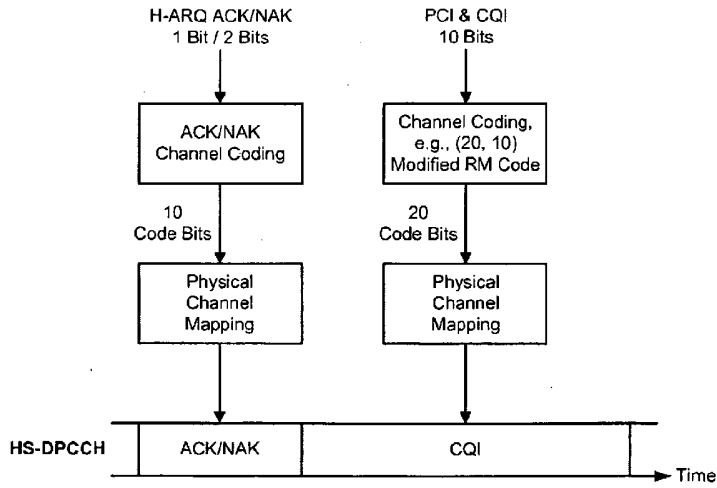 H-ARQ ACK/NAK
1 Bit / 2 Bits
PCI & CQI
10 Bits
ACK/NAK
Channel Coding
Channel Coding,
e.g., (20, 10)
Modified RM Code
10
Code Bits
20
Code Bits
Physical
Channel
Mapping
Physical
Channel
Mapping
HS-DPCCH
ACK/NAK
CQI
Time